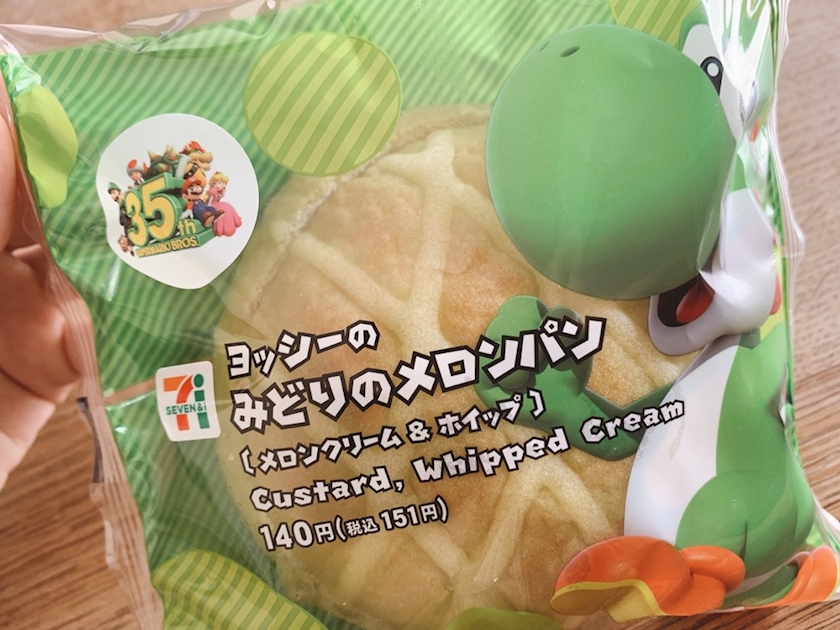 35th
SUPER MARIO BROS.
7i
SEVEN&i
ヨッシーの
みどりのメロンパン
〔メロンクリーム&ホイップ〕
Custard, Whipped Cream
140円(税込151円)